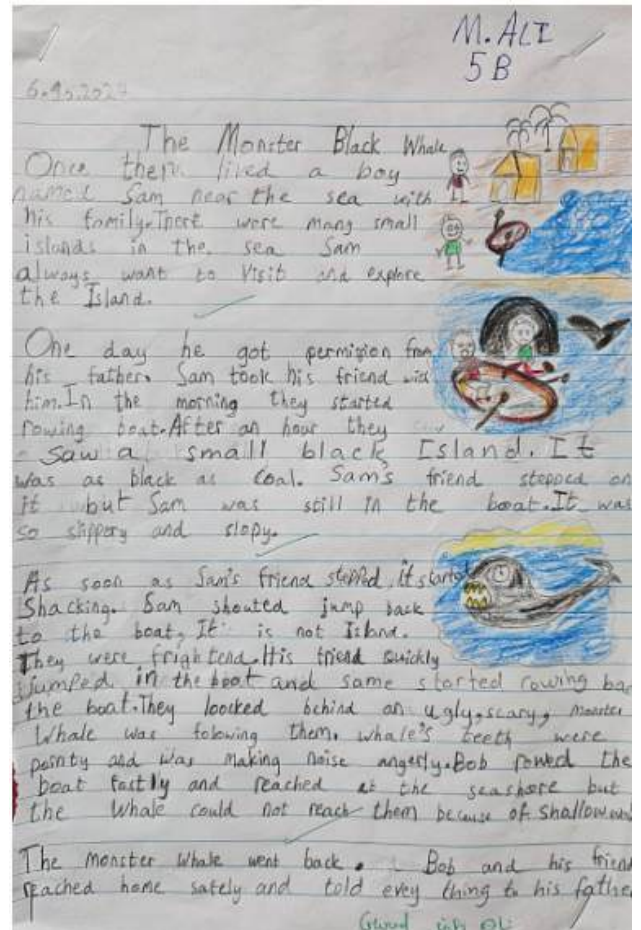 M. ALI
5B
The Monster Black Whale
Once there lived a boy
named Sam near the sea with
his family. There were many small
islands in the sea Sam
always want to Visit and explore
the Island.
One day he got permission from
his father. Sam took his friend with
him. In the morning they started
rowing boat. After an hour they
saw a small black Island. It
was as black as Coal. Sam's friend stepped on
it but Sam was still in the boat. It was
so slippery and slopy.
As soon as Sam's friend stepped, it started
Shacking. Sam shouted jump back
to the boat, It is not Island.
They were frightend. His friend quickly
jumped in the boat and same started rowing bac
the boat. They loocked behind an ugly, scary, monster
Whale was folowing them. Whale's teeth were
pointy and was making noise angerly. Bob rowed the
boat fastly and reached at the seashore but
the Whale could not reach them because of shallow
The monster Whale went back. Bob and his friend
reached home safely and told evey thing to his father